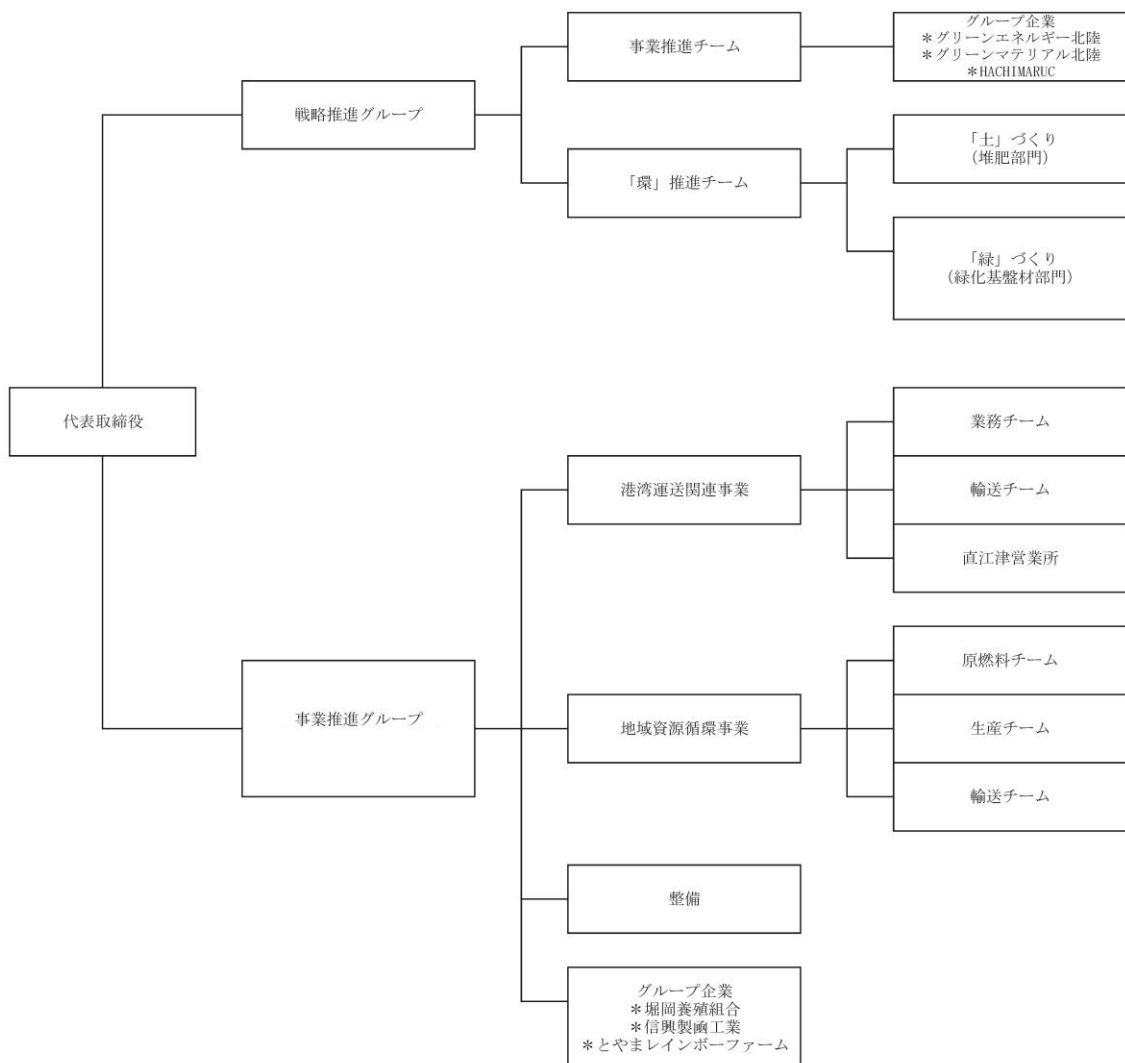 代表取締役
戦略推進グループ
事業推進チーム
グループ企業
＊グリーンエネルギー北陸
＊グリーンマテリアル北陸
＊HACHIMARUC
「環」推進チーム
「土」づくり
(堆肥部門)
「緑」づくり
(緑化基盤材部門)
事業推進グループ
港湾運送関連事業
業務チーム
輸送チーム
直江津営業所
地域資源循環事業
原燃料チーム
生産チーム
輸送チーム
整備
グループ企業
＊堀岡養殖組合
＊信興製凾工業
＊とやまレインボーファーム